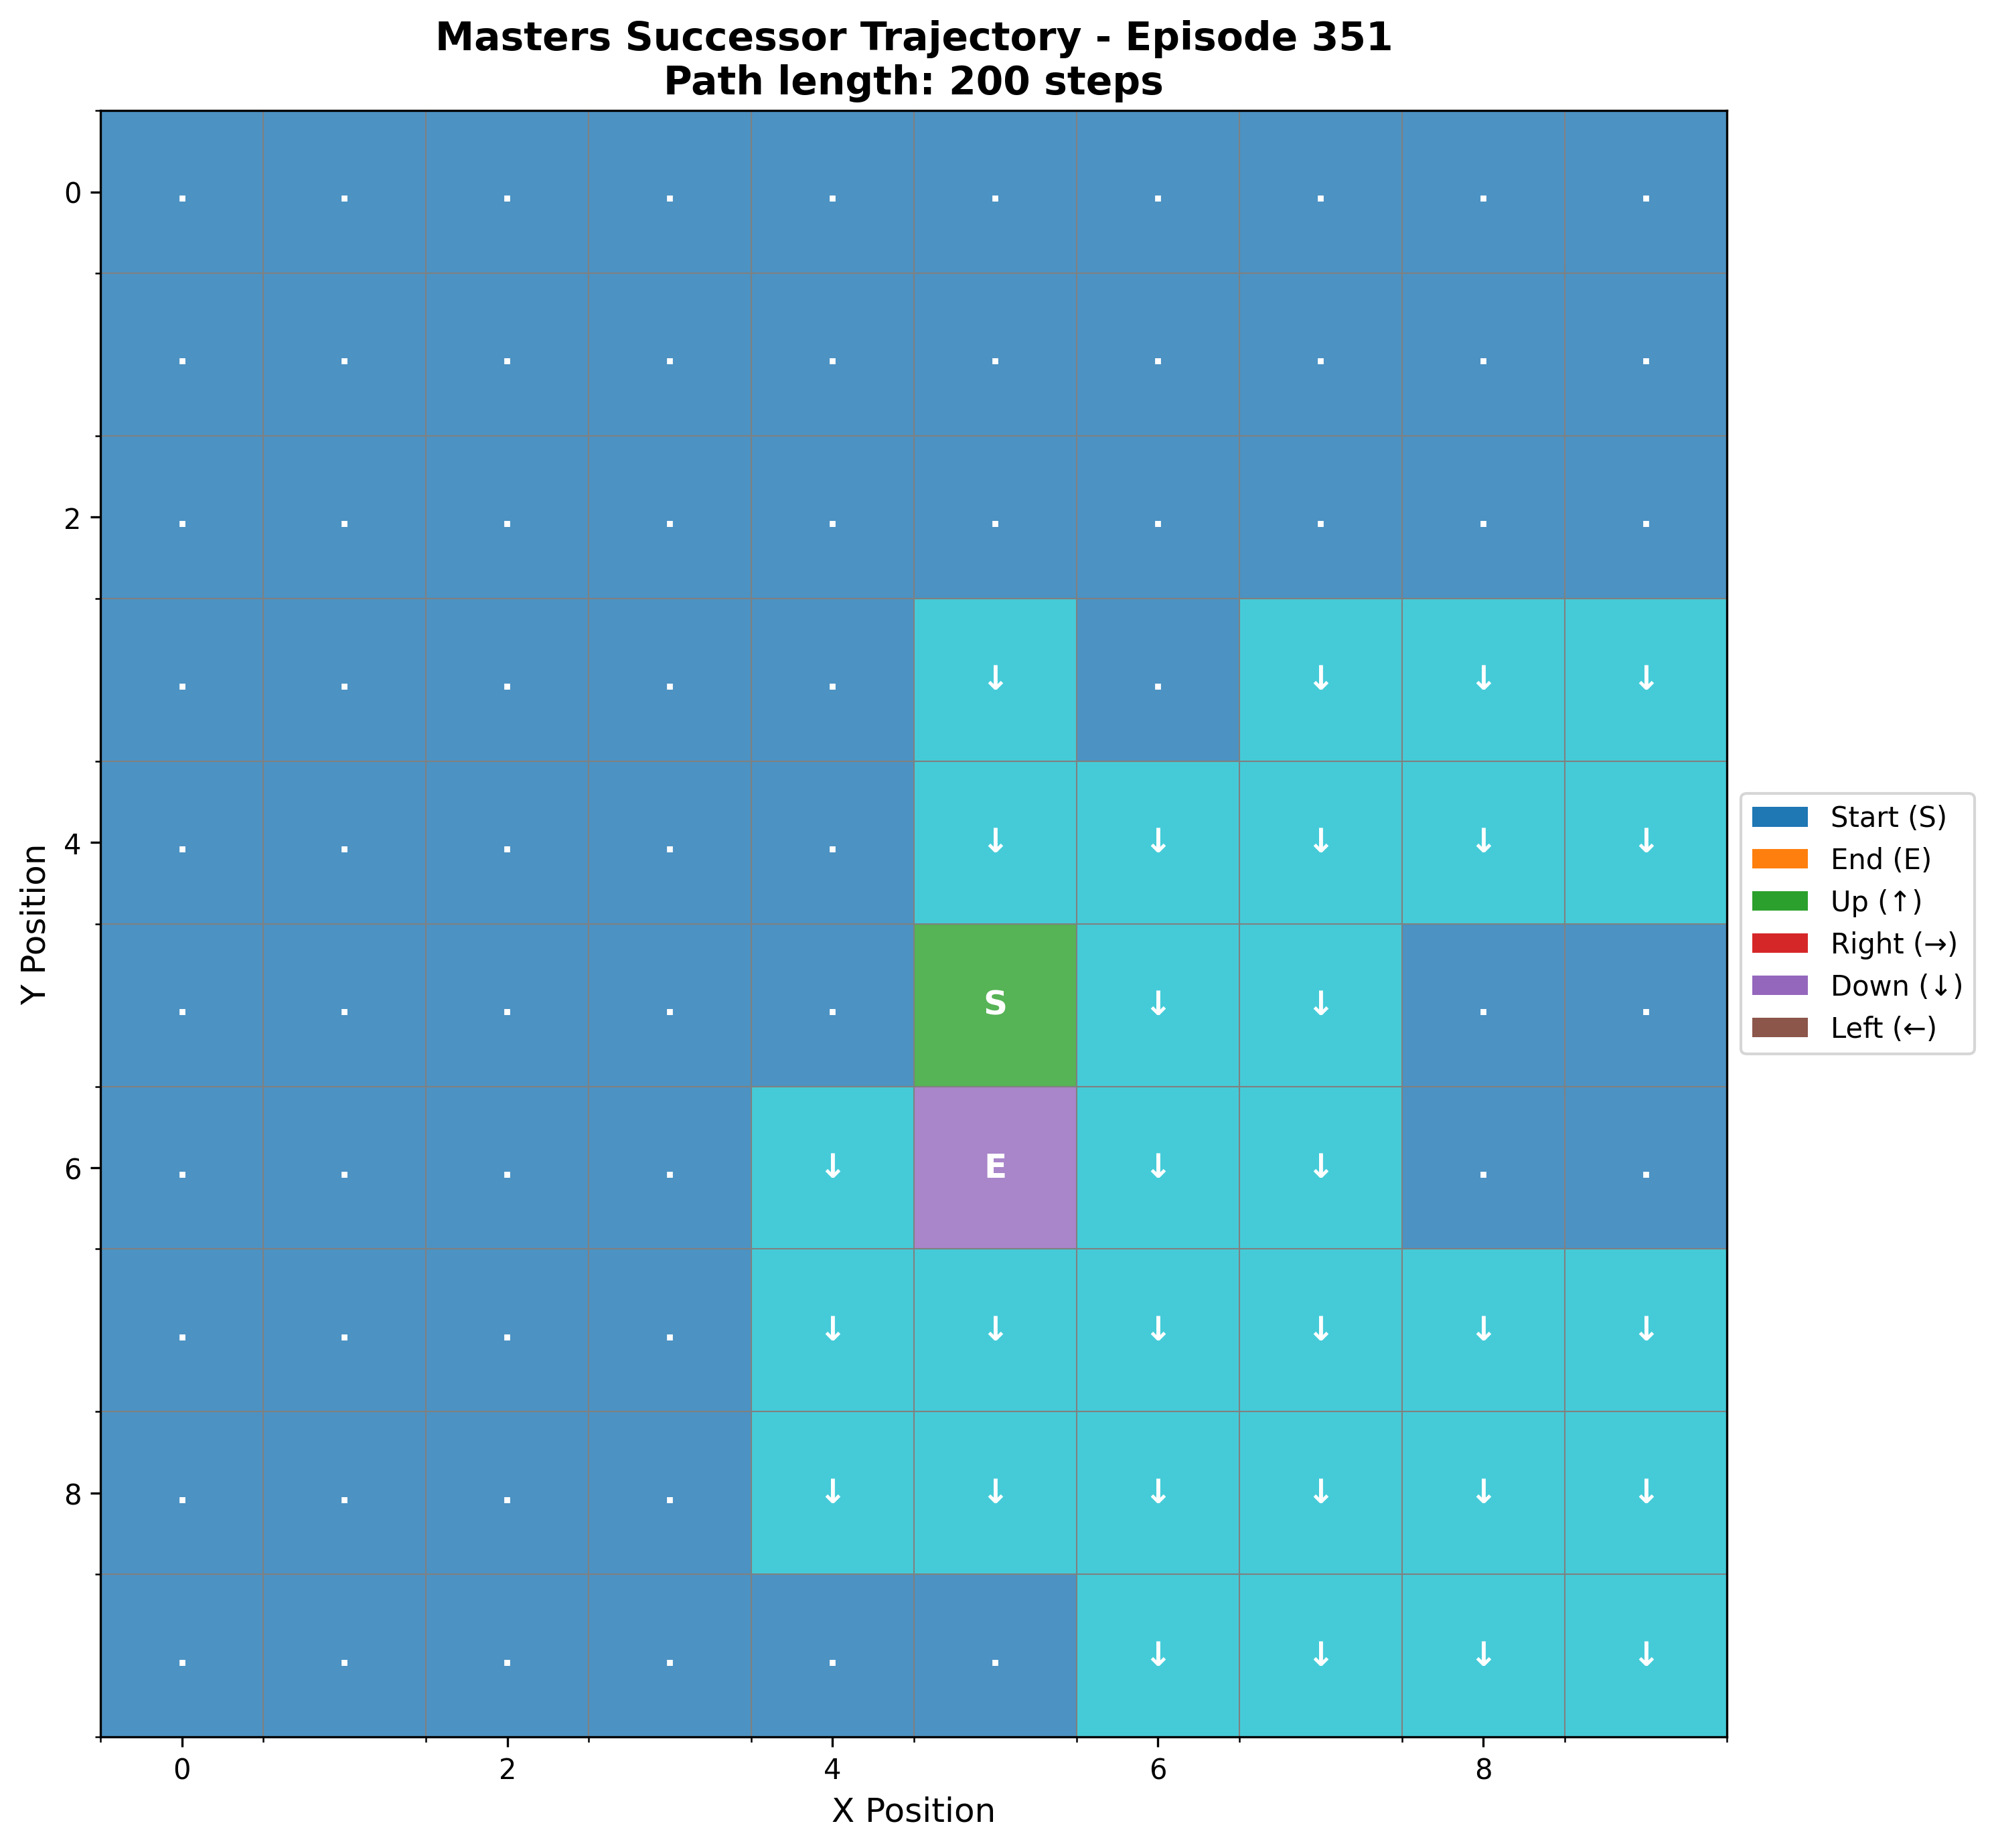 Masters Successor Trajectory - Episode 351
Path length: 200 steps
0 . . . . . . . . . .
. . . . . . . . . .
2 . . . . . . . . . .
. . . . . ↓ . ↓ ↓ ↓
4 . . . . . ↓ ↓ ↓ ↓ ↓
. . . . . S ↓ ↓ . .
6 . . . . ↓ E ↓ ↓ . .
. . . . ↓ ↓ ↓ ↓ ↓ ↓
8 . . . . ↓ ↓ ↓ ↓ ↓ ↓
. . . . . . ↓ ↓ ↓ ↓
0 2 4 6 8
X Position
Y Position
Start (S)
End (E)
Up (↑)
Right (→)
Down (↓)
Left (←)